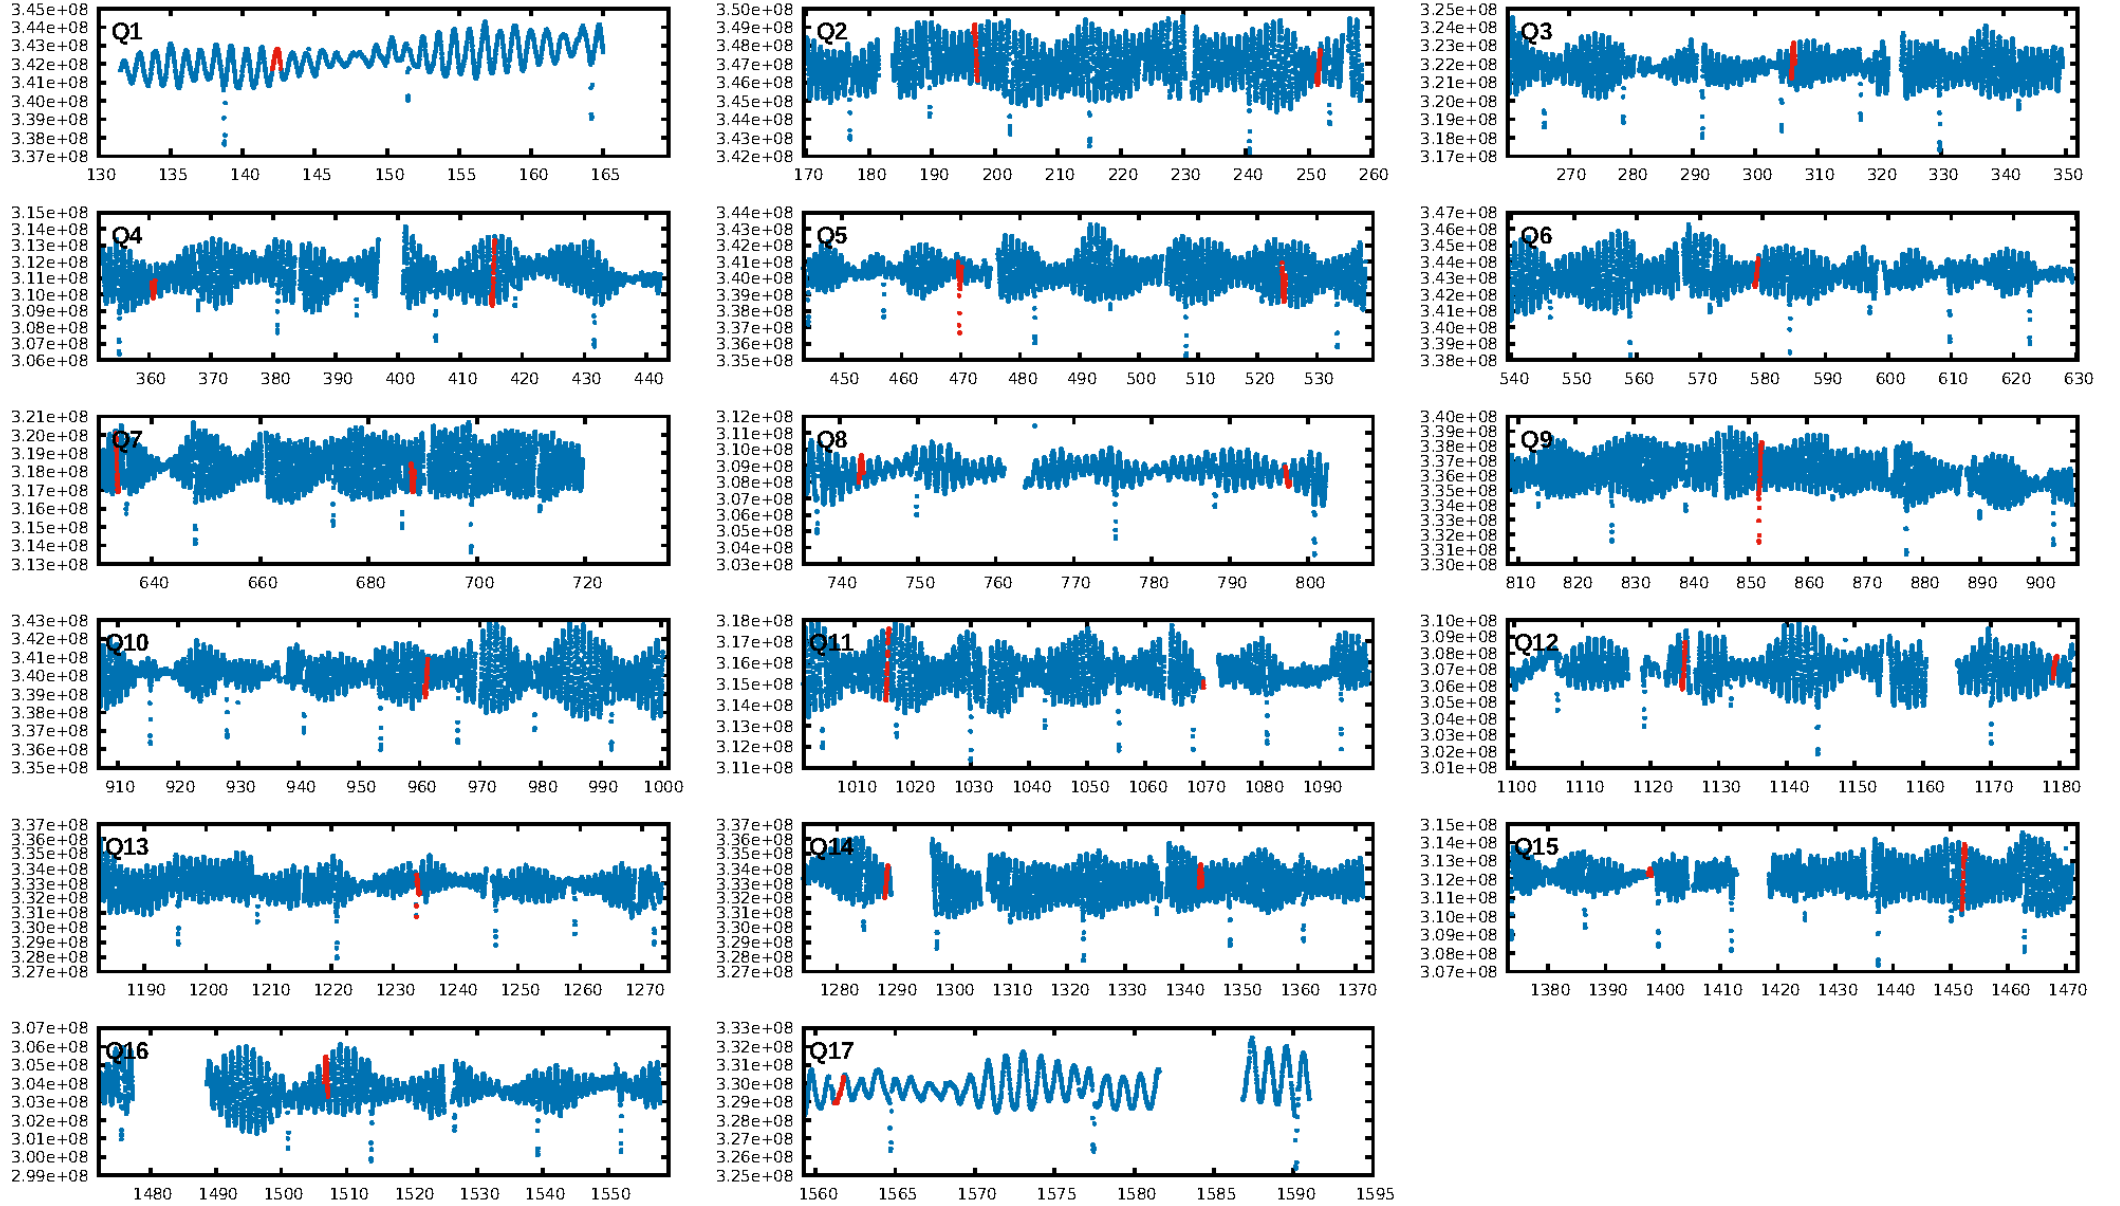 Q1
3.45e+08
3.44e+08
3.43e+08
3.42e+08
3.41e+08
3.40e+08
3.39e+08
3.38e+08
3.37e+08
130 135 140 145 150 155 160 165
Q2
3.50e+08
3.49e+08
3.48e+08
3.47e+08
3.46e+08
3.45e+08
3.44e+08
3.43e+08
3.42e+08
170 180 190 200 210 220 230 240 250 260
Q3
3.25e+08
3.24e+08
3.23e+08
3.22e+08
3.21e+08
3.20e+08
3.19e+08
3.18e+08
3.17e+08
270 280 290 300 310 320 330 340 350
Q4
3.15e+08
3.14e+08
3.13e+08
3.12e+08
3.11e+08
3.10e+08
3.09e+08
3.08e+08
3.07e+08
3.06e+08
360 370 380 390 400 410 420 430 440
Q5
3.44e+08
3.43e+08
3.42e+08
3.41e+08
3.40e+08
3.39e+08
3.38e+08
3.37e+08
3.36e+08
3.35e+08
450 460 470 480 490 500 510 520 530
Q6
3.47e+08
3.46e+08
3.45e+08
3.44e+08
3.43e+08
3.42e+08
3.41e+08
3.40e+08
3.39e+08
3.38e+08
540 550 560 570 580 590 600 610 620 630
Q7
3.21e+08
3.20e+08
3.19e+08
3.18e+08
3.17e+08
3.16e+08
3.15e+08
3.14e+08
3.13e+08
640 660 680 700 720
Q8
3.12e+08
3.11e+08
3.10e+08
3.09e+08
3.08e+08
3.07e+08
3.06e+08
3.05e+08
3.04e+08
3.03e+08
740 750 760 770 780 790 800
Q9
3.40e+08
3.39e+08
3.38e+08
3.37e+08
3.36e+08
3.35e+08
3.34e+08
3.33e+08
3.32e+08
3.31e+08
3.30e+08
810 820 830 840 850 860 870 880 890 900
Q10
3.43e+08
3.42e+08
3.41e+08
3.40e+08
3.39e+08
3.38e+08
3.37e+08
3.36e+08
3.35e+08
910 920 930 940 950 960 970 980 990 1000
Q11
3.18e+08
3.17e+08
3.16e+08
3.15e+08
3.14e+08
3.13e+08
3.12e+08
3.11e+08
1010 1020 1030 1040 1050 1060 1070 1080 1090
Q12
3.10e+08
3.09e+08
3.08e+08
3.07e+08
3.06e+08
3.05e+08
3.04e+08
3.03e+08
3.02e+08
3.01e+08
1100 1110 1120 1130 1140 1150 1160 1170 1180
Q13
3.37e+08
3.36e+08
3.35e+08
3.34e+08
3.33e+08
3.32e+08
3.31e+08
3.30e+08
3.29e+08
3.28e+08
3.27e+08
1190 1200 1210 1220 1230 1240 1250 1260 1270
Q14
3.37e+08
3.36e+08
3.35e+08
3.34e+08
3.33e+08
3.32e+08
3.31e+08
3.30e+08
3.29e+08
3.28e+08
3.27e+08
1280 1290 1300 1310 1320 1330 1340 1350 1360 1370
Q15
3.15e+08
3.14e+08
3.13e+08
3.12e+08
3.11e+08
3.10e+08
3.09e+08
3.08e+08
3.07e+08
1380 1390 1400 1410 1420 1430 1440 1450 1460 1470
Q16
3.07e+08
3.06e+08
3.05e+08
3.04e+08
3.03e+08
3.02e+08
3.01e+08
3.00e+08
2.99e+08
1480 1490 1500 1510 1520 1530 1540 1550
Q17
3.33e+08
3.32e+08
3.31e+08
3.30e+08
3.29e+08
3.28e+08
3.27e+08
3.26e+08
3.25e+08
1560 1565 1570 1575 1580 1585 1590 1595